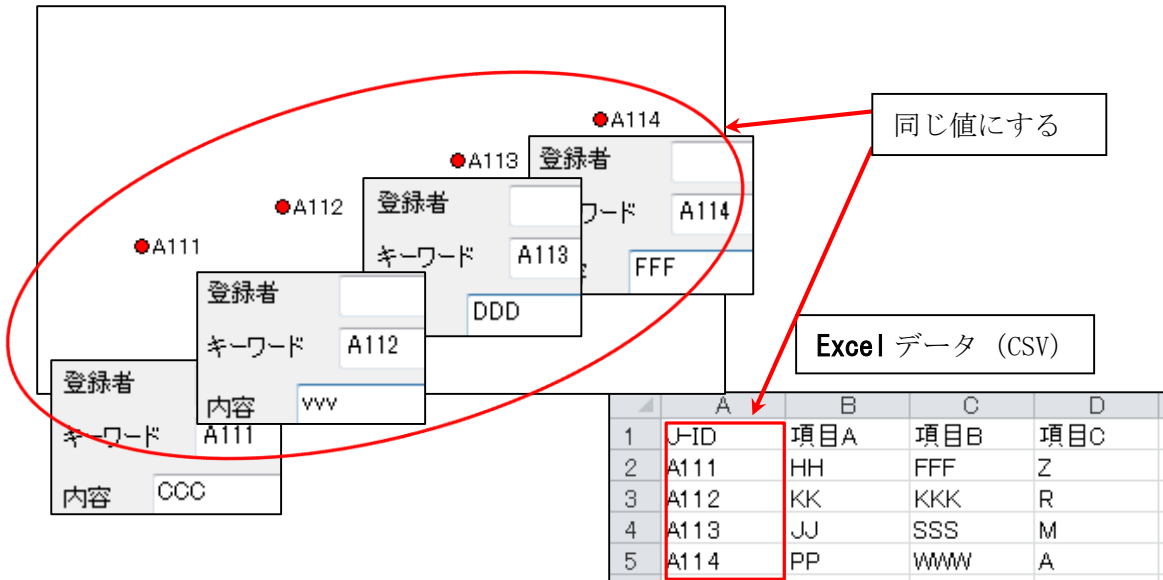 A114
A113
A112
A111
同じ値にする
登録者
ワード A114
FFF
登録者
キーワード A113
DDD
登録者
キーワード A112
内容 vvv
登録者
キーワード A111
内容 CCC
Excel データ (CSV)
A B C D
1 U-ID 項目A 項目B 項目C
2 A111 HH FFF Z
3 A112 KK KKK R
4 A113 JJ SSS M
5 A114 PP WWW A